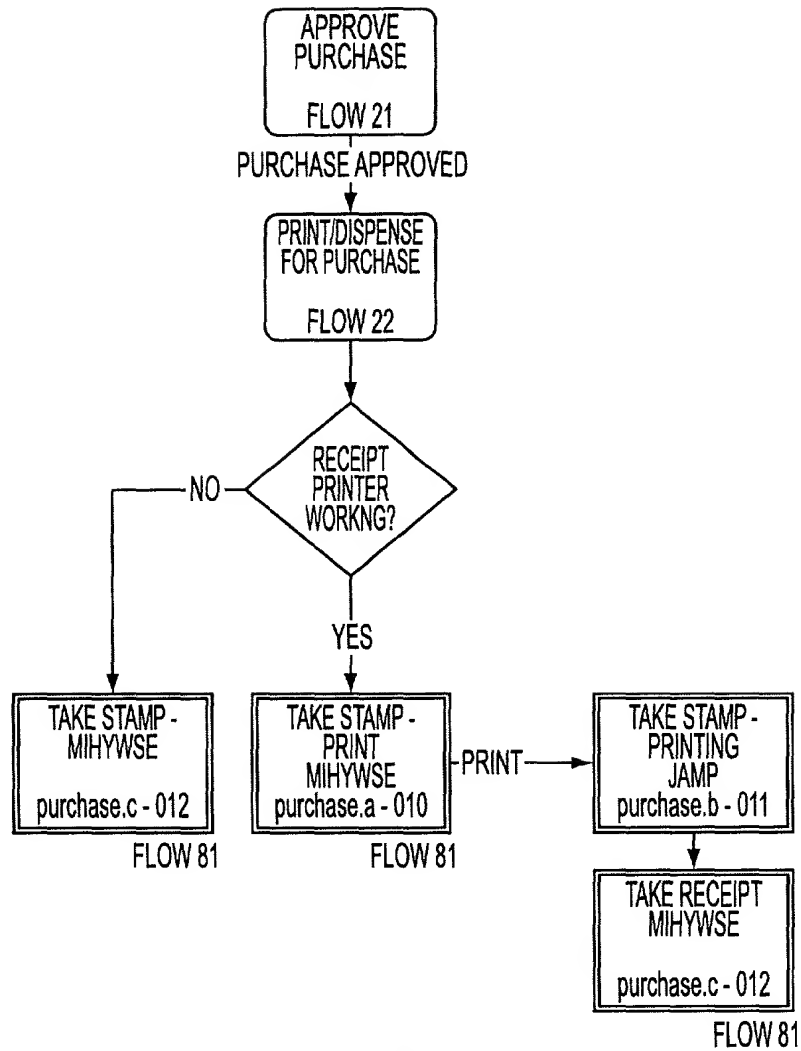 APPROVE
PURCHASE
FLOW 21
PURCHASE APPROVED
PRINT/DISPENSE
FOR PURCHASE
FLOW 22
RECEIPT
PRINTER
WORKNG?
NO
YES
TAKE STAMP -
MIHYWSE
purchase.c - 012
FLOW 81
TAKE STAMP -
PRINT
MIHYWSE
purchase.a - 010
FLOW 81
PRINT
TAKE STAMP -
PRINTING
JAMP
purchase.b - 011
TAKE RECEIPT
MIHYWSE
purchase.c - 012
FLOW 81